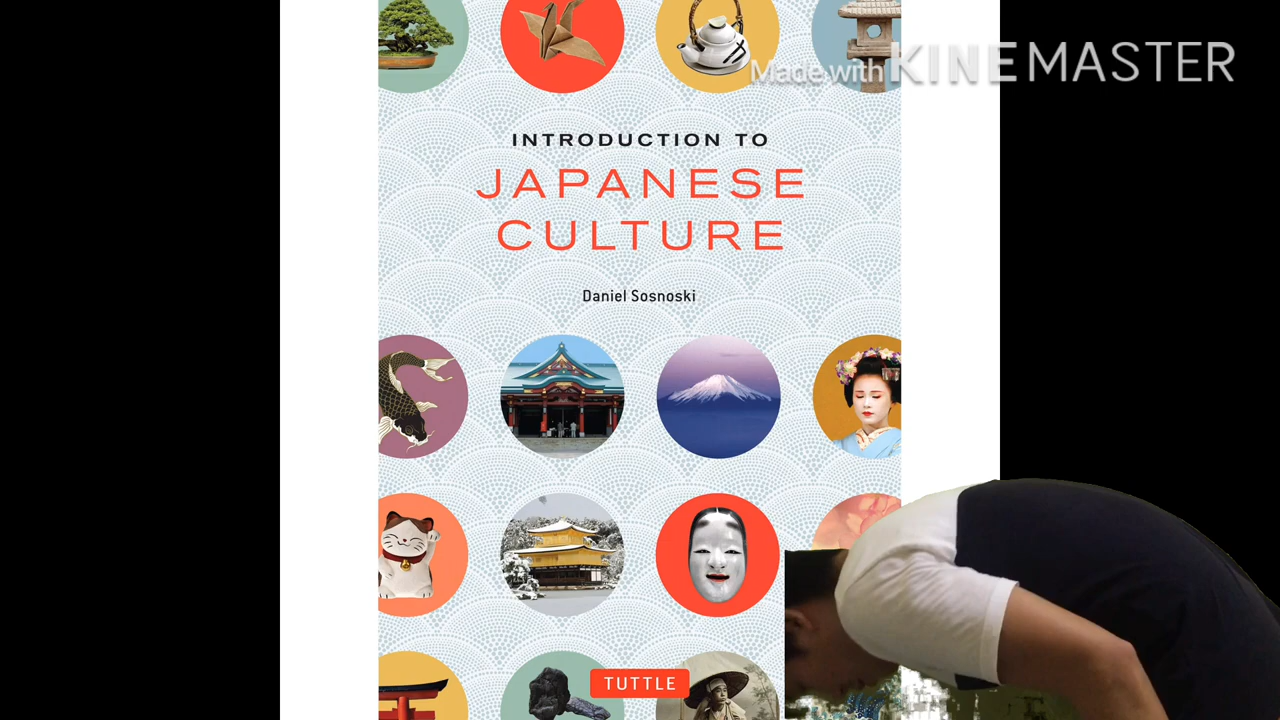 Made with KINEMASTER
INTRODUCTION TO
JAPANESE
CULTURE
Daniel Sosnoski
TUTTLE